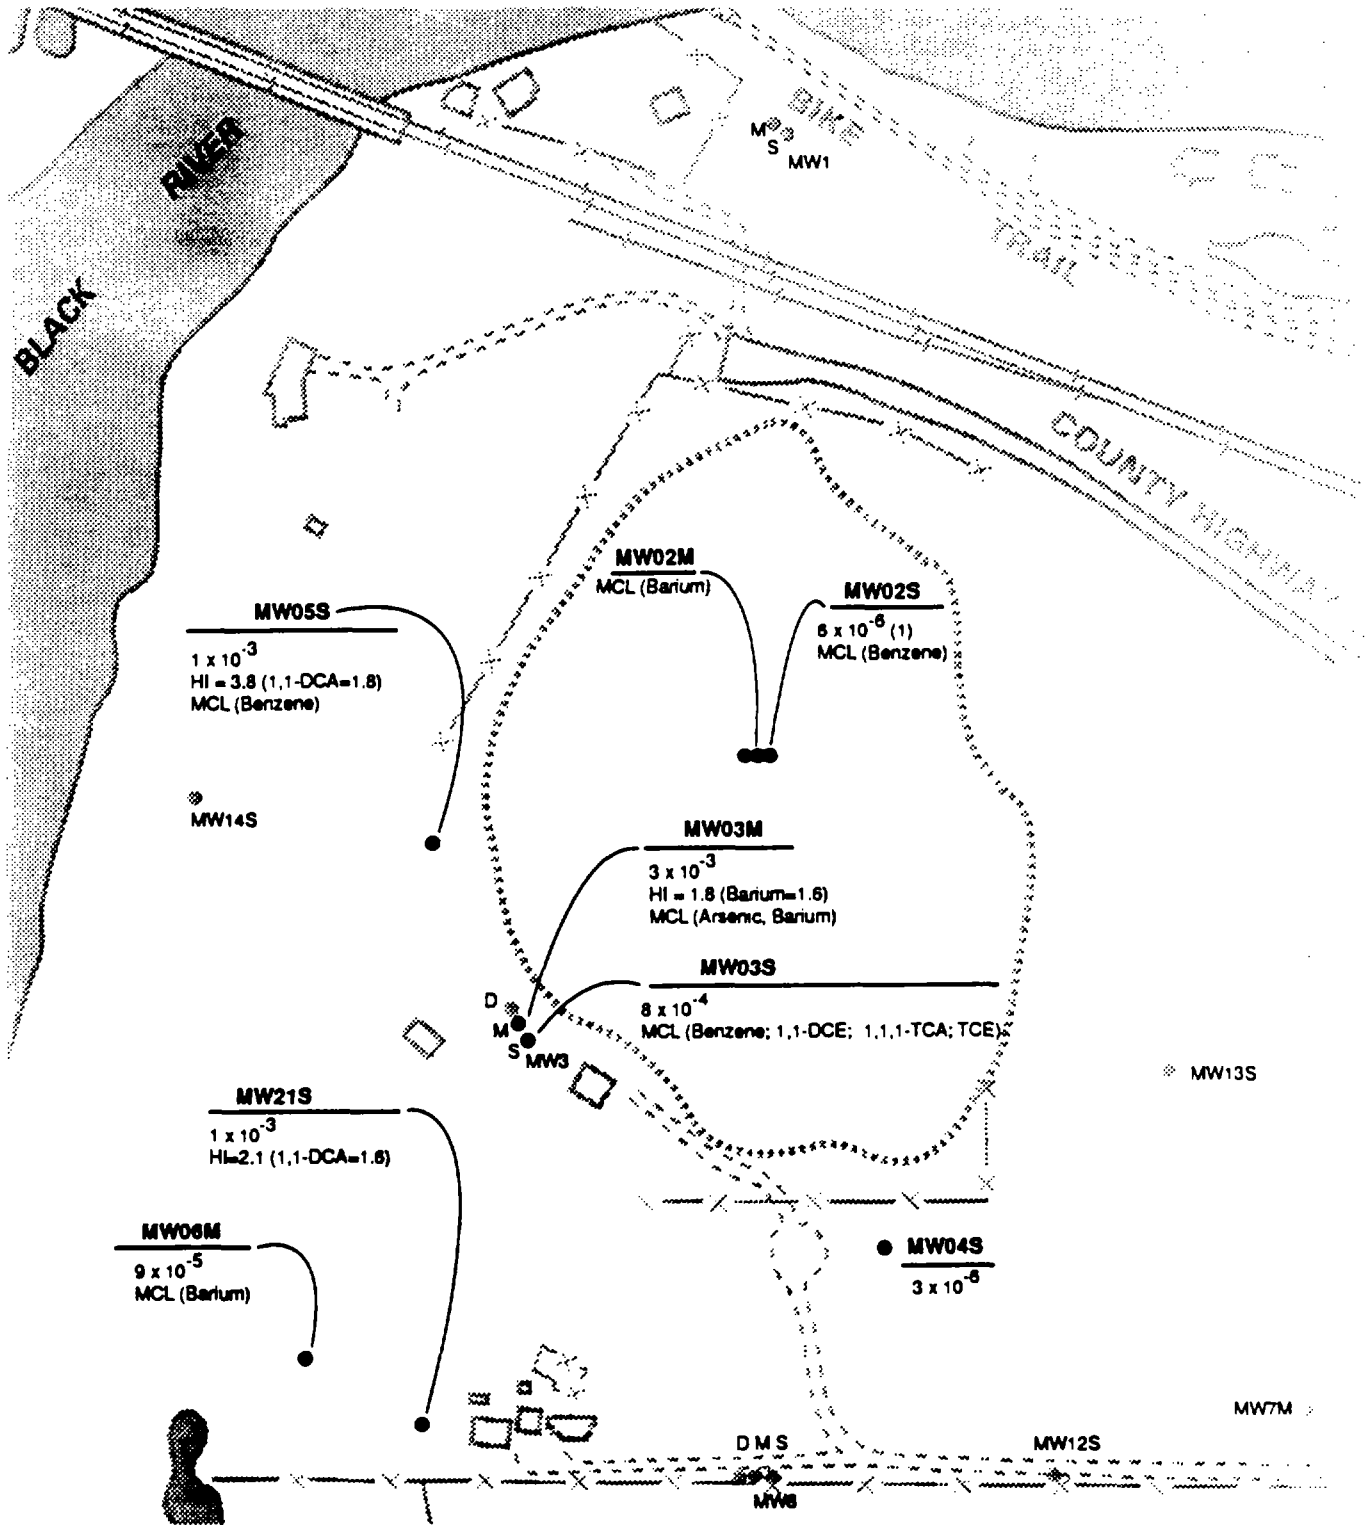 BLACK
RIVER
BIKE
TRAIL
M
S
MW1
COUNTY HIGHWAY
MW02M
MCL (Barium)
MW02S
6 x 10-6 (1)
MCL (Benzene)
MW05S
1 x 10-3
HI = 3.8 (1,1-DCA=1.8)
MCL (Benzene)
MW14S
MW03M
3 x 10-3
HI = 1.8 (Barium=1.6)
MCL (Arsenic, Barium)
MW03S
8 x 10-4
MCL (Benzene; 1,1-DCE; 1,1,1-TCA; TCE)
D
M
S
MW3
MW13S
MW21S
1 x 10-3
HI=2.1 (1,1-DCA=1.6)
MW06M
9 x 10-5
MCL (Barium)
MW04S
3 x 10-6
MW7M
D M S
MW12S